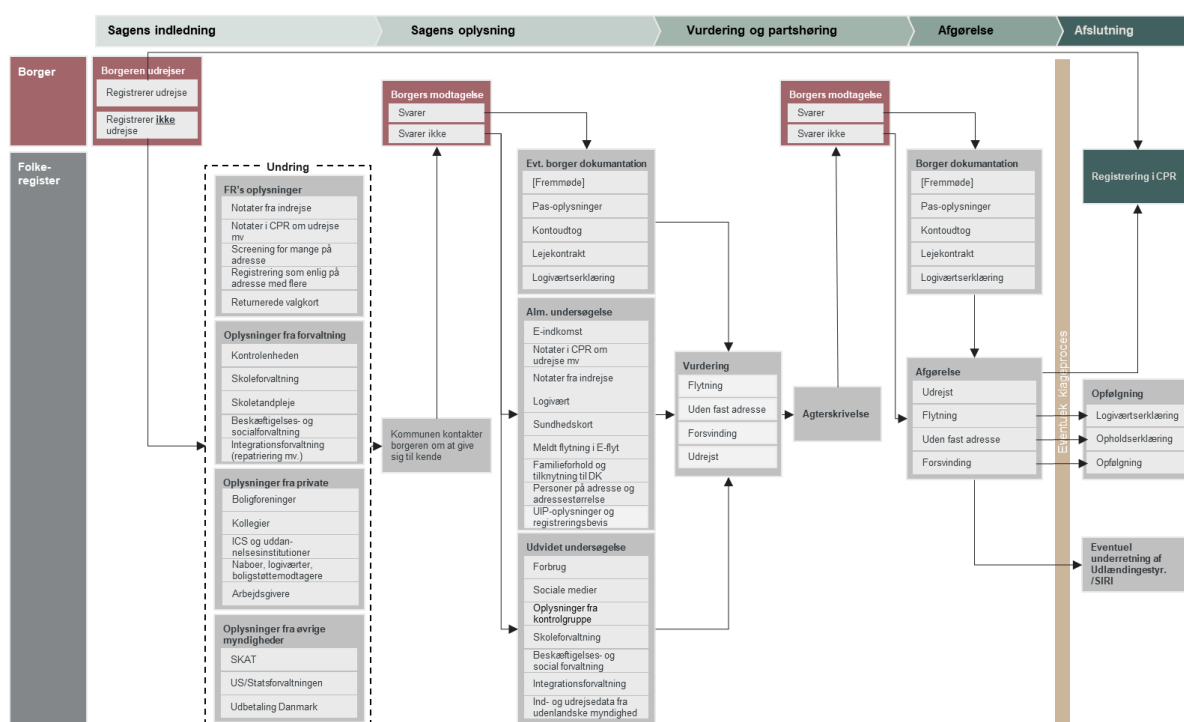 Sagens indledning
Sagens oplysning
Vurdering og partshøring
Afgørelse
Afslutning
Borger
Borgeren udrejser
Registrerer udrejse
Registrerer ikke
udrejse
Borgers modtagelse
Svarer
Svarer ikke
Borgers modtagelse
Svarer
Svarer ikke
Folke-
register
Undring
FR's oplysninger
Notater fra indrejse
Notater i CPR om udrejse
mv
Screening for mange på
adresse
Registrering som enlig på
adresse med flere
Returnerede valgkort
Oplysninger fra forvaltning
Kontrolenheden
Skoleforvaltning
Skoletandpleje
Beskæftigelses- og
socialforvaltning
Integrationsforvaltning
(repatriering mv.)
Oplysninger fra private
Boligforeninger
Kollegier
ICS og uddan-
nelsesinstitutioner
Naboer, logiværter,
boligstøttemodtagere
Arbejdsgivere
Oplysninger fra øvrige
myndigheder
SKAT
US/Statsforvaltningen
Udbetaling Danmark
Kommunen kontakter
borgeren om at give
sig til kende
Evt. borger dokumantation
[Fremmøde]
Pas-oplysninger
Kontoudtog
Lejekontrakt
Logiværtserklæring
Alm. undersøgelse
E-indkomst
Notater i CPR om
udrejse mv
Notater fra indrejse
Logivært
Sundhedskort
Meldt flytning i E-flyt
Familieforhold og
tilknytning til DK
Personer på adresse og
adressestørrelse
UIP-oplysninger og
registreringsbevis
Udvidet undersøgelse
Forbrug
Sociale medier
Oplysninger fra
kontrolgruppe
Skoleforvaltning
Beskæftigelses- og
social forvaltning
Integrationsforvaltning
Ind- og udrejsedata fra
udenlandske myndighed
Vurdering
Flytning
Uden fast adresse
Forsvinding
Udrejst
Agterskrivelse
Borger dokumantation
[Fremmøde]
Pas-oplysninger
Kontoudtog
Lejekontrakt
Logiværtserklæring
Afgørelse
Udrejst
Flytning
Uden fast adresse
Forsvinding
Eventuesk klageproces
Registrering i CPR
Opfølgning
Logiværtserklæring
Opholdserklæring
Opfølgning
Eventuel
underretning af
Udlændingestyr.
/SIRI